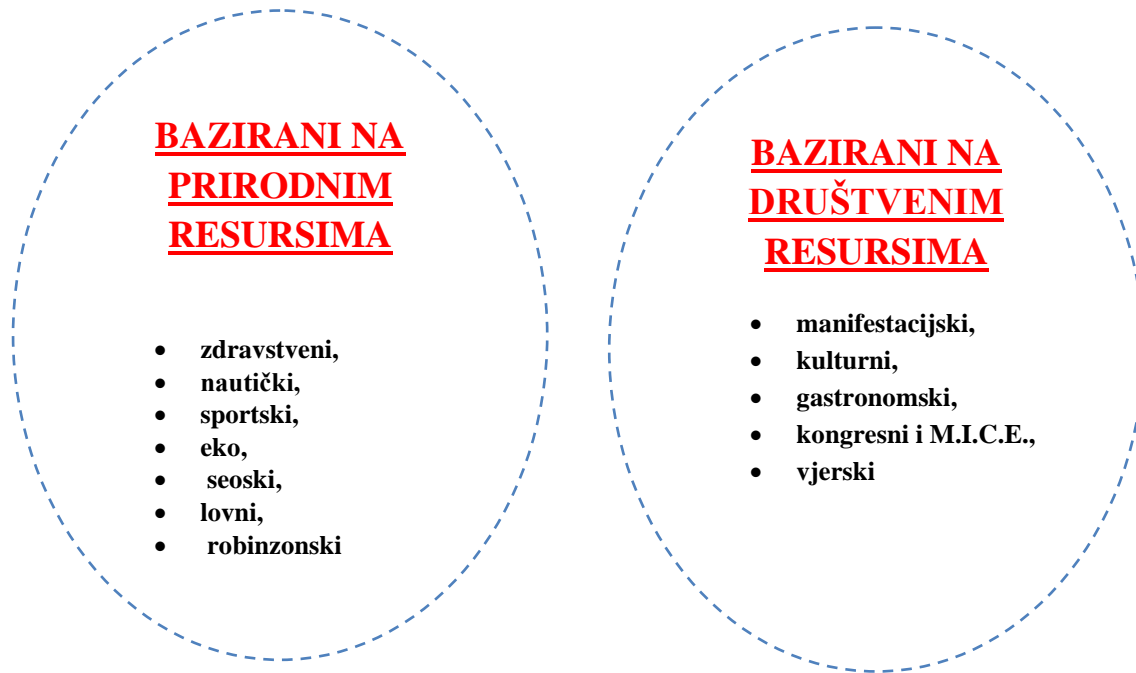 BAZIRANI NA
PRIRODNIM
RESURSIMA
• zdravstveni,
• nautički,
• sportski,
• eko,
• seoski,
• lovni,
• robinzonski
BAZIRANI NA
DRUŠTVENIM
RESURSIMA
• manifestacijski,
• kulturni,
• gastronomski,
• kongresni i M.I.C.E.,
• vjerski